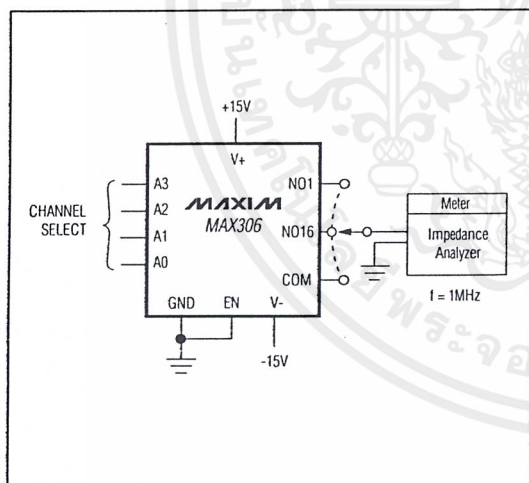 +15V
V+
A3
NO1
CHANNEL
SELECT
A2
MAXIM
MAX306
A1
NO16
A0
COM
GND
EN
V-
-15V
Meter
Impedance
Analyzer
f = 1MHz